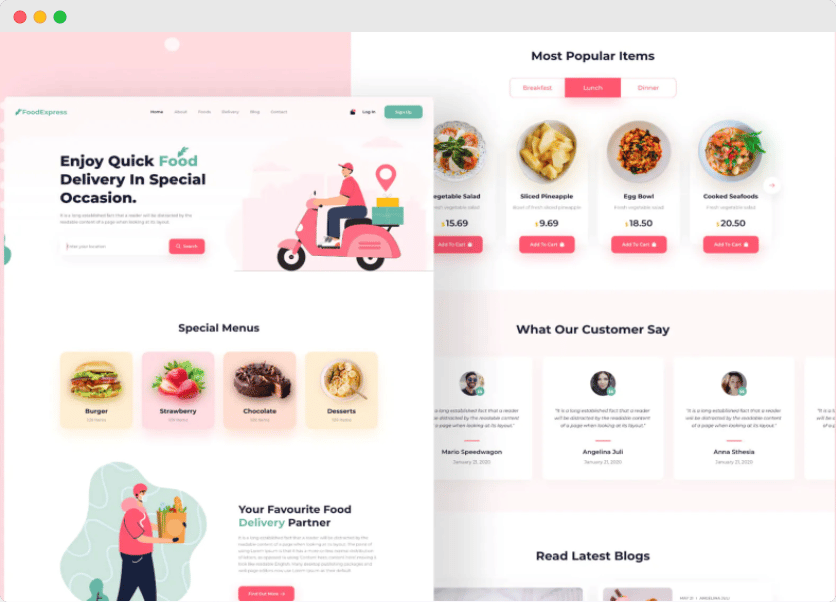 FoodExpress
Home About Foods Delivery Blog Contact
Log In
Sign Up
Enjoy Quick Food
Delivery In Special
Occasion.
It is a long established fact that a reader will be distracted by the
readable content of a page when looking at its layout.
Enter your location
Search
Special Menus
Burger
Strawberry
Chocolate
Desserts
Your Favourite Food
Delivery Partner
It is a long established fact that a reader will be distracted by the
readable content of a page when looking at its layout. The point of
Find Out More
Most Popular Items
Breakfast
Lunch
Dinner
egetable Salad
resh vegetable salad
15.69
Add To Cart
Sliced Pineapple
Bowl of fresh sliced pineapple
9.69
Add To Cart
Egg Bowl
Fresh vegetable salad
18.50
Add To Cart
Cooked Seafoods
Fresh vegetable salad
20.50
Add To Cart
What Our Customer Say
is a long established fact that a reader
be distracted by the readable content
of a page when looking at its layout."
Mario Speedwagon
January 21, 2020
"It is a long established fact that a reader
will be distracted by the readable content
of a page when looking at its layout."
Angelina Juli
January 21, 2020
"It is a long established fact that a reader
will be distracted by the readable content
of a page when looking at its layout."
Anna Sthesia
January 21, 2020
"It is a
will be
of a
Read Latest Blogs